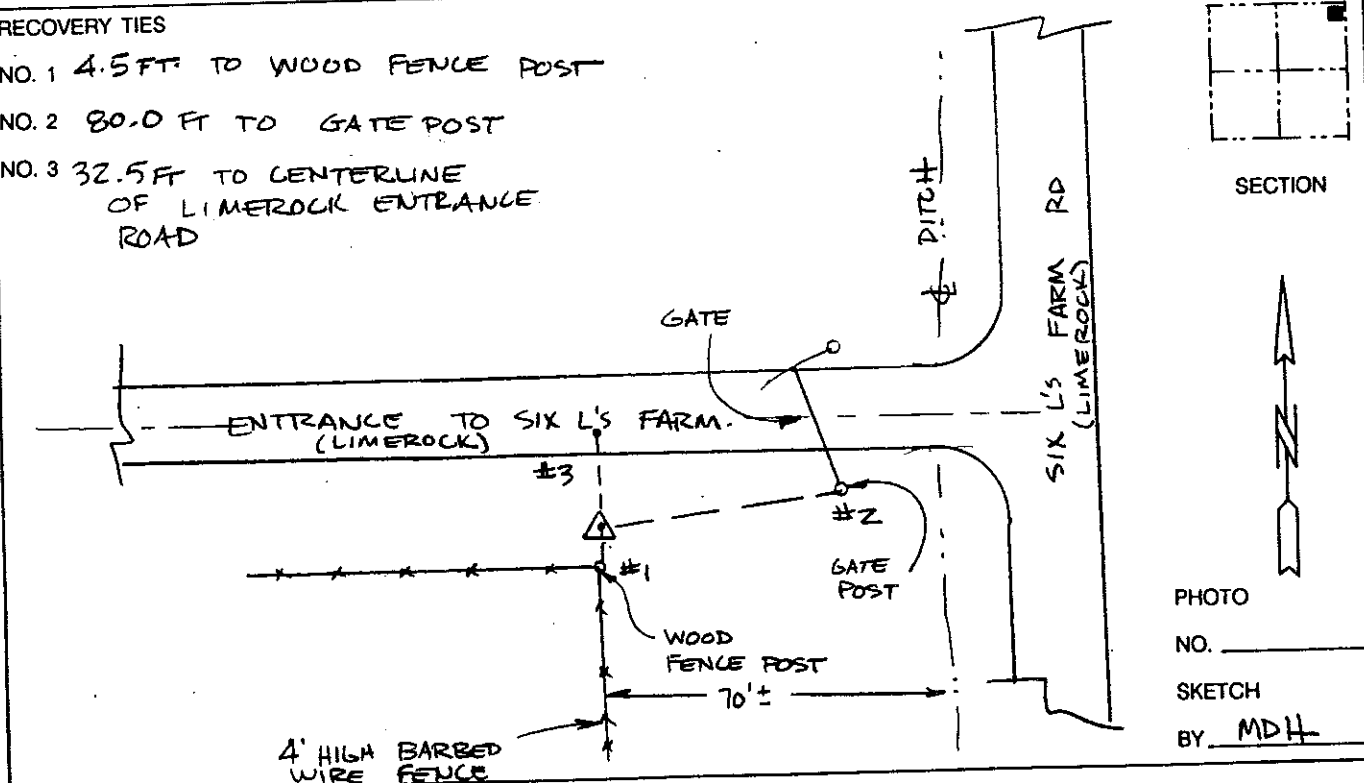 RECOVERY TIES
NO. 1 4.5 FT. TO WOOD FENCE POST
NO. 2 80.0 FT TO GATE POST
NO. 3 32.5 FT TO CENTERLINE
OF LIMEROCK ENTRANCE
ROAD
SECTION
℄ DITCH
SIX L'S FARM RD
(LIMEROCK)
GATE
ENTRANCE TO SIX L'S FARM.
(LIMEROCK)
#3
#2
#1
GATE
POST
WOOD
FENCE POST
70'±
4' HIGH BARBED
WIRE FENCE
N
PHOTO
NO.
SKETCH
BY MDH